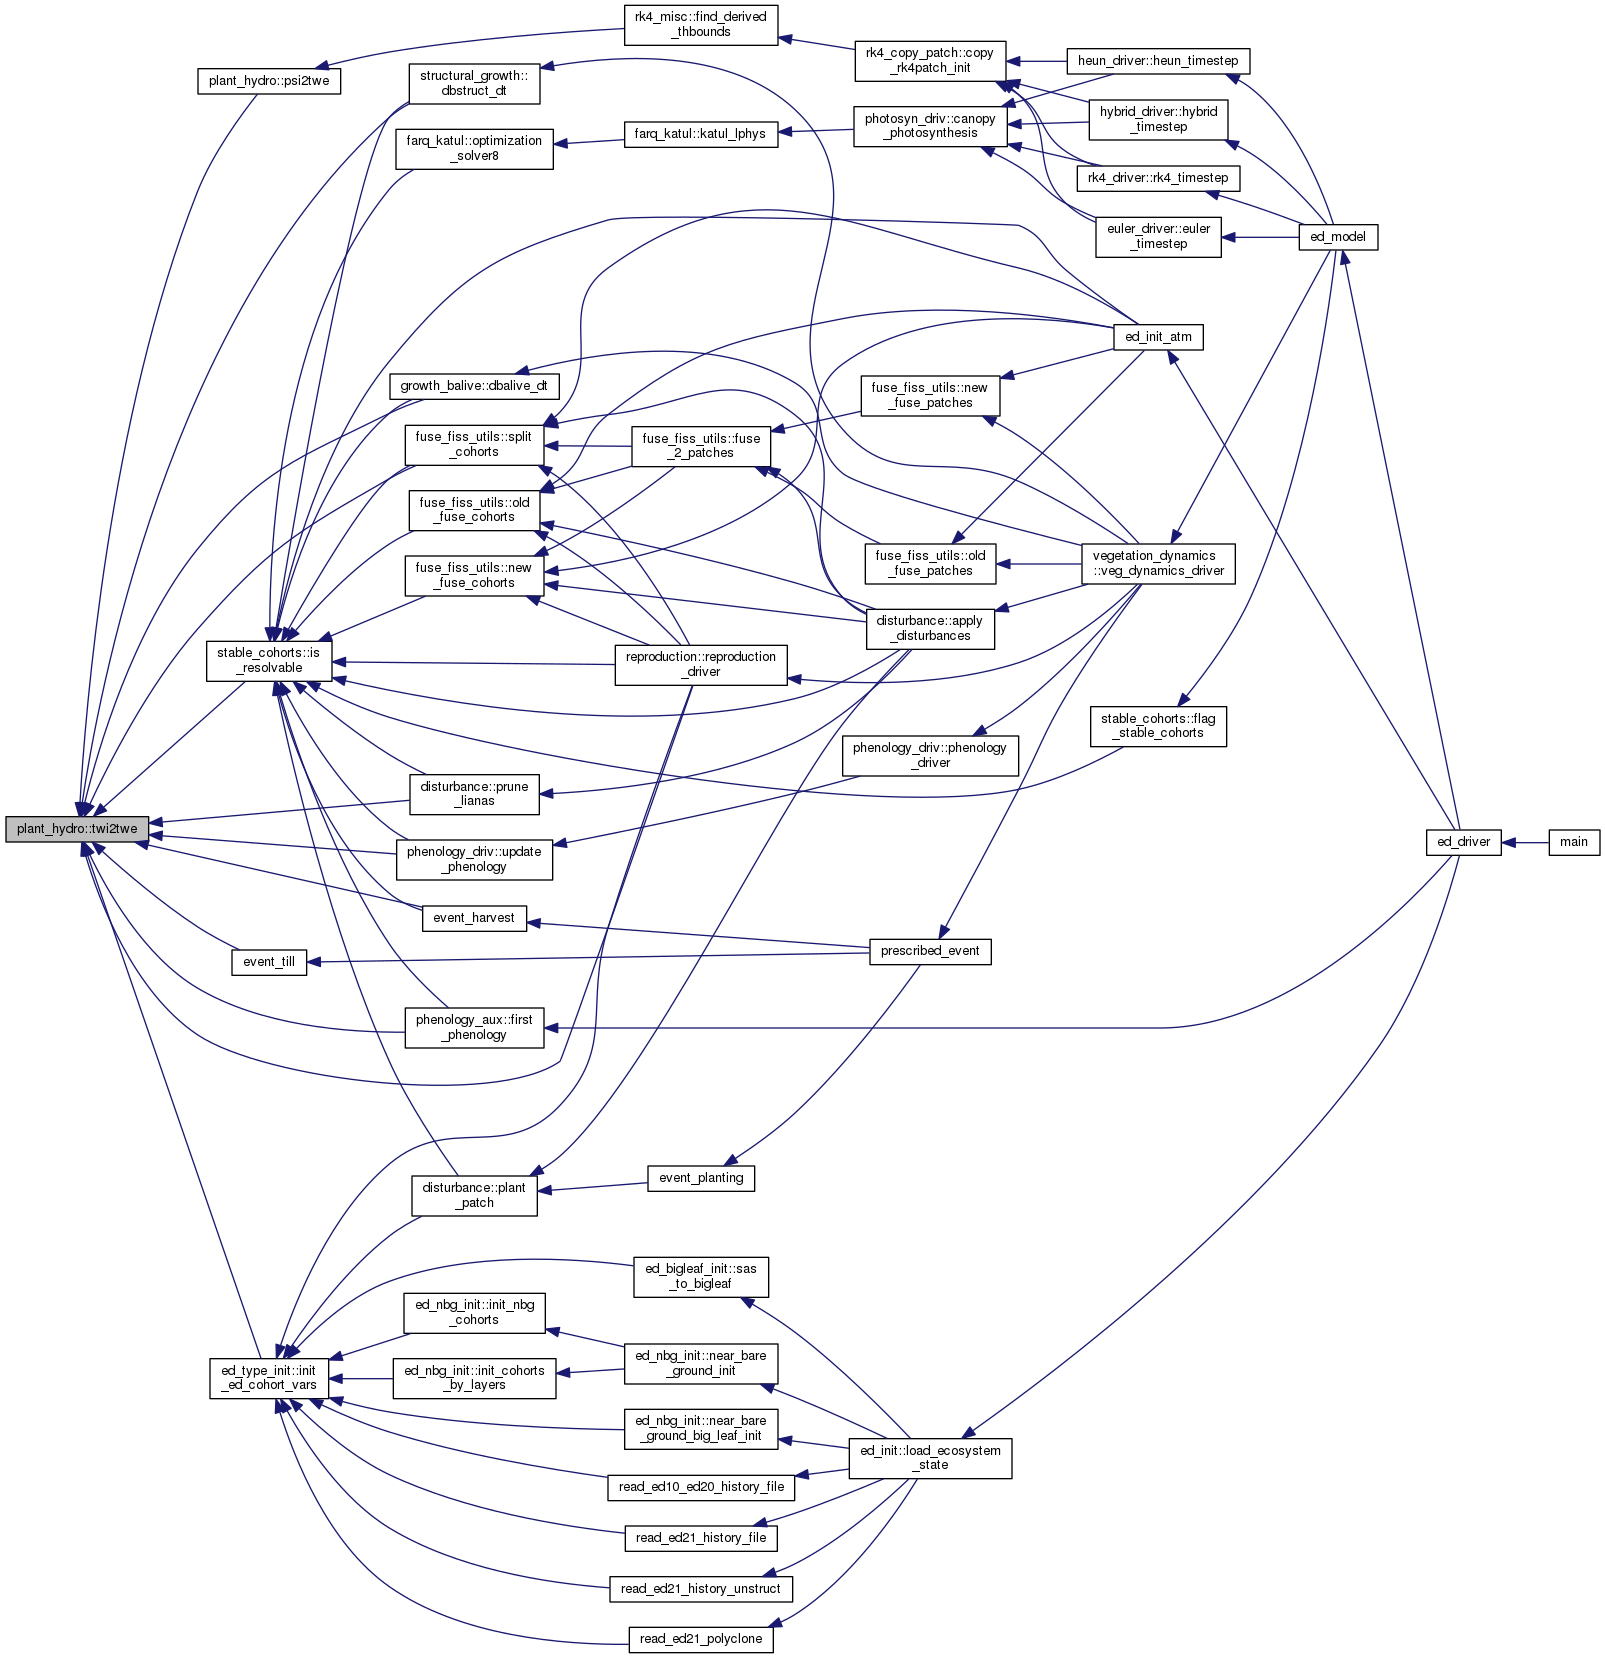 rk4_misc::find_derived
_thbounds
plant_hydro::psi2twe
structural_growth::
dbstruct_dt
rk4_copy_patch::copy
_rk4patch_init
heun_driver::heun_timestep
farq_katul::optimization
_solver8
farq_katul::katul_lphys
photosyn_driv::canopy
_photosynthesis
hybrid_driver::hybrid
_timestep
rk4_driver::rk4_timestep
euler_driver::euler
_timestep
ed_model
ed_init_atm
growth_balive::dbalive_dt
fuse_fiss_utils::new
_fuse_patches
fuse_fiss_utils::split
_cohorts
fuse_fiss_utils::fuse
_2_patches
fuse_fiss_utils::old
_fuse_cohorts
fuse_fiss_utils::new
_fuse_cohorts
fuse_fiss_utils::old
_fuse_patches
vegetation_dynamics
::veg_dynamics_driver
disturbance::apply
_disturbances
stable_cohorts::is
_resolvable
reproduction::reproduction
_driver
stable_cohorts::flag
_stable_cohorts
phenology_driv::phenology
_driver
disturbance::prune
_lianas
plant_hydro::twi2twe
phenology_driv::update
_phenology
ed_driver
main
event_harvest
event_till
prescribed_event
phenology_aux::first
_phenology
disturbance::plant
_patch
event_planting
ed_bigleaf_init::sas
_to_bigleaf
ed_nbg_init::init_nbg
_cohorts
ed_type_init::init
_ed_cohort_vars
ed_nbg_init::init_cohorts
_by_layers
ed_nbg_init::near_bare
_ground_init
ed_nbg_init::near_bare
_ground_big_leaf_init
ed_init::load_ecosystem
_state
read_ed10_ed20_history_file
read_ed21_history_file
read_ed21_history_unstruct
read_ed21_polyclone